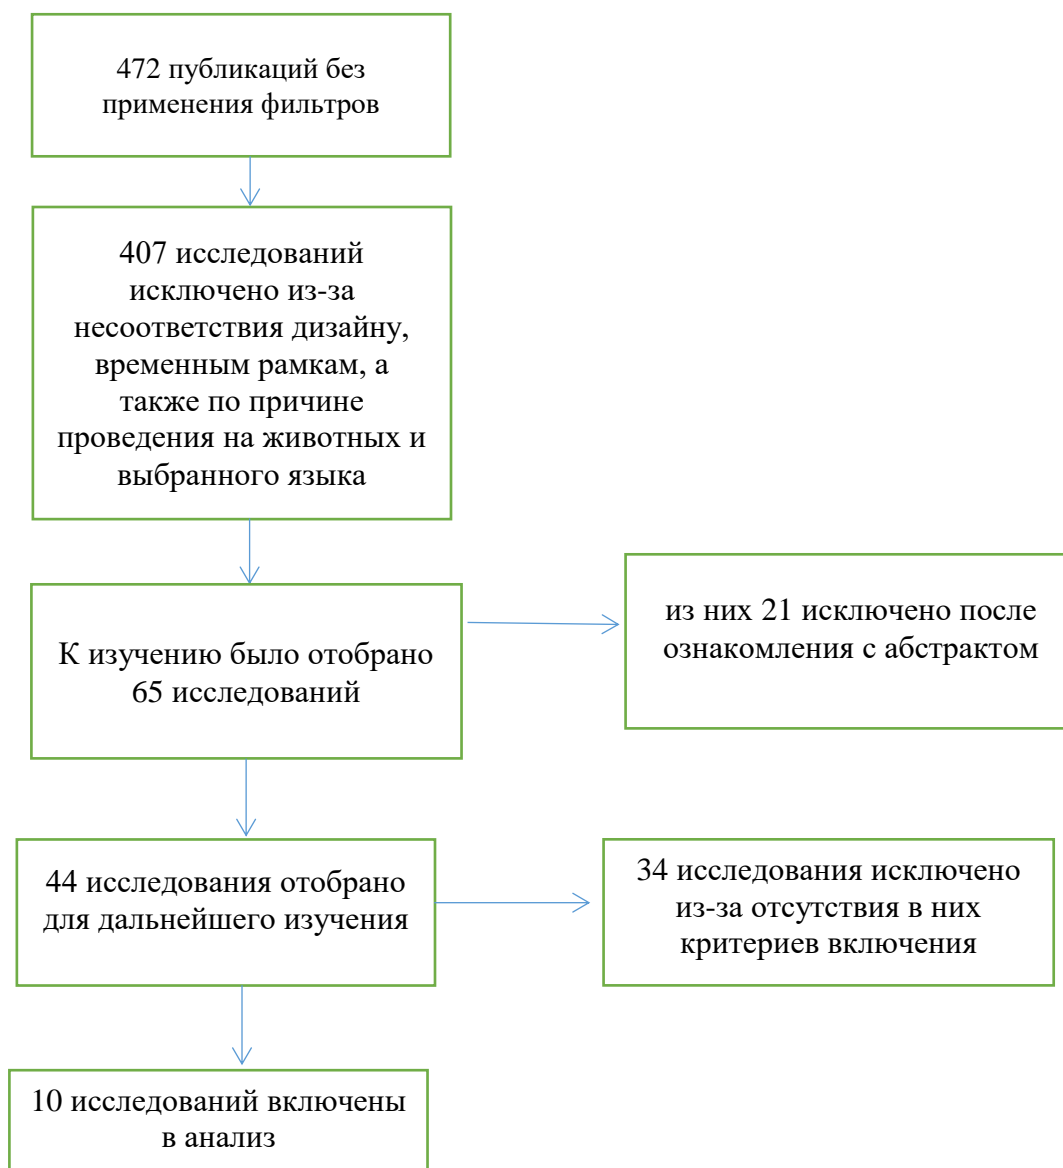 472 публикаций без
применения фильтров
407 исследований
исключено из-за
несоответствия дизайну,
временным рамкам, а
также по причине
проведения на животных и
выбранного языка
К изучению было отобрано
65 исследований
из них 21 исключено после
ознакомления с абстрактом
44 исследования отобрано
для дальнейшего изучения
34 исследования исключено
из-за отсутствия в них
критериев включения
10 исследований включены
в анализ